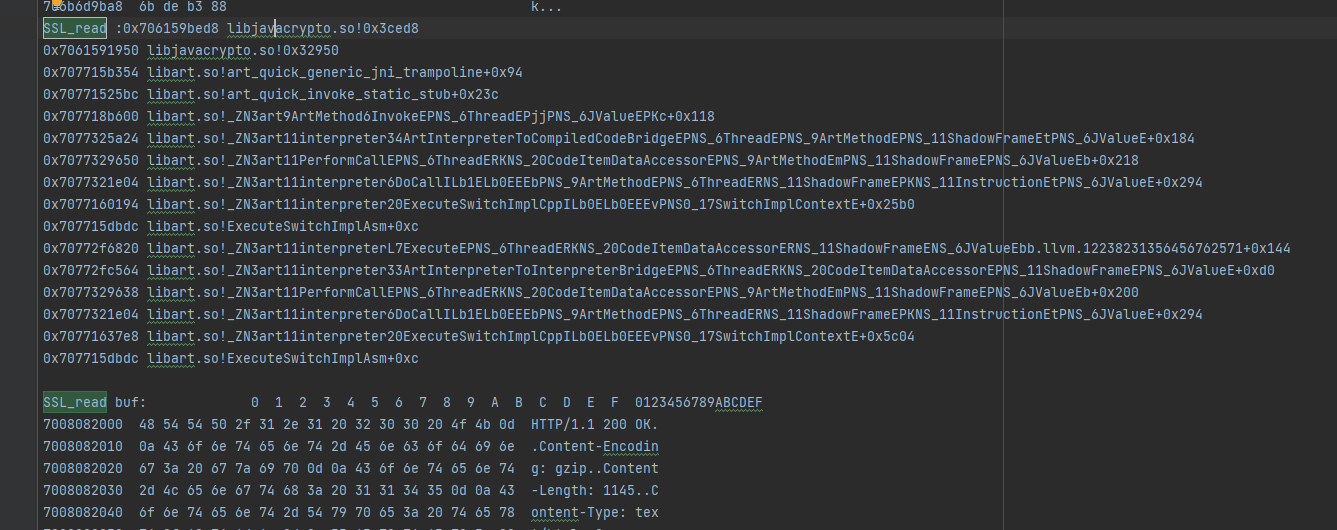 706b6d9ba8  6b de b3 88                                      k...
SSL_read :0x706159bed8 libjavacrypto.so!0x3ced8
0x7061591950 libjavacrypto.so!0x32950
0x707715b354 libart.so!art_quick_generic_jni_trampoline+0x94
0x70771525bc libart.so!art_quick_invoke_static_stub+0x23c
0x707718b600 libart.so!_ZN3art9ArtMethod6InvokeEPNS_6ThreadEPjjPNS_6JValueEPKc+0x118
0x7077325a24 libart.so!_ZN3art11interpreter34ArtInterpreterToCompiledCodeBridgeEPNS_6ThreadEPNS_9ArtMethodEPNS_11ShadowFrameEtPNS_6JValueE+0x184
0x7077329650 libart.so!_ZN3art11PerformCallEPNS_6ThreadERKNS_20CodeItemDataAccessorEPNS_9ArtMethodEmPNS_11ShadowFrameEPNS_6JValueEb+0x218
0x7077321e04 libart.so!_ZN3art11interpreter6DoCallILb1ELb0EEEbPNS_9ArtMethodEPNS_6ThreadERNS_11ShadowFrameEPKNS_11InstructionEtPNS_6JValueE+0x294
0x7077160194 libart.so!_ZN3art11interpreter20ExecuteSwitchImplCppILb0ELb0EEEvPNS0_17SwitchImplContextE+0x25b0
0x707715dbdc libart.so!ExecuteSwitchImplAsm+0xc
0x70772f6820 libart.so!_ZN3art11interpreterL7ExecuteEPNS_6ThreadERKNS_20CodeItemDataAccessorERNS_11ShadowFrameENS_6JValueEbb.llvm.12238231356456762571+0x144
0x70772fc564 libart.so!_ZN3art11interpreter33ArtInterpreterToInterpreterBridgeEPNS_6ThreadERKNS_20CodeItemDataAccessorEPNS_11ShadowFrameEPNS_6JValueE+0xd0
0x7077329638 libart.so!_ZN3art11PerformCallEPNS_6ThreadERKNS_20CodeItemDataAccessorEPNS_9ArtMethodEmPNS_11ShadowFrameEPNS_6JValueEb+0x200
0x7077321e04 libart.so!_ZN3art11interpreter6DoCallILb1ELb0EEEbPNS_9ArtMethodEPNS_6ThreadERNS_11ShadowFrameEPKNS_11InstructionEtPNS_6JValueE+0x294
0x70771637e8 libart.so!_ZN3art11interpreter20ExecuteSwitchImplCppILb0ELb0EEEvPNS0_17SwitchImplContextE+0x5c04
0x707715dbdc libart.so!ExecuteSwitchImplAsm+0xc
SSL_read buf:             0  1  2  3  4  5  6  7  8  9  A  B  C  D  E  F  0123456789ABCDEF
7008082000  48 54 54 50 2f 31 2e 31 20 32 30 30 20 4f 4b 0d  HTTP/1.1 200 OK.
7008082010  0a 43 6f 6e 74 65 6e 74 2d 45 6e 63 6f 64 69 6e  .Content-Encodin
7008082020  67 3a 20 67 7a 69 70 0d 0a 43 6f 6e 74 65 6e 74  g: gzip..Content
7008082030  2d 4c 65 6e 67 74 68 3a 20 31 31 34 35 0d 0a 43  -Length: 1145..C
7008082040  6f 6e 74 65 6e 74 2d 54 79 70 65 3a 20 74 65 78  ontent-Type: tex